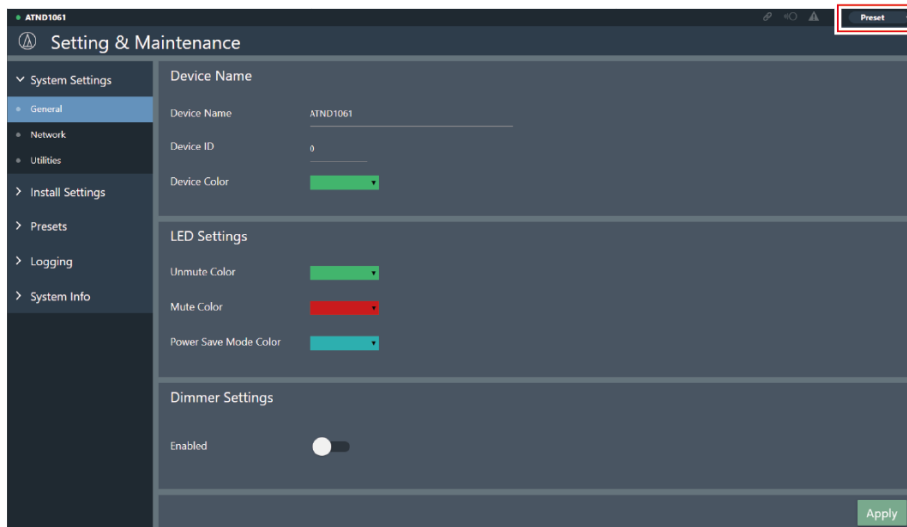 ATND1061
Preset
Setting & Maintenance
System Settings
General
Network
Utilities
Install Settings
Presets
Logging
System Info
Device Name
Device Name ATND1061
Device ID 0
Device Color
LED Settings
Unmute Color
Mute Color
Power Save Mode Color
Dimmer Settings
Enabled
Apply